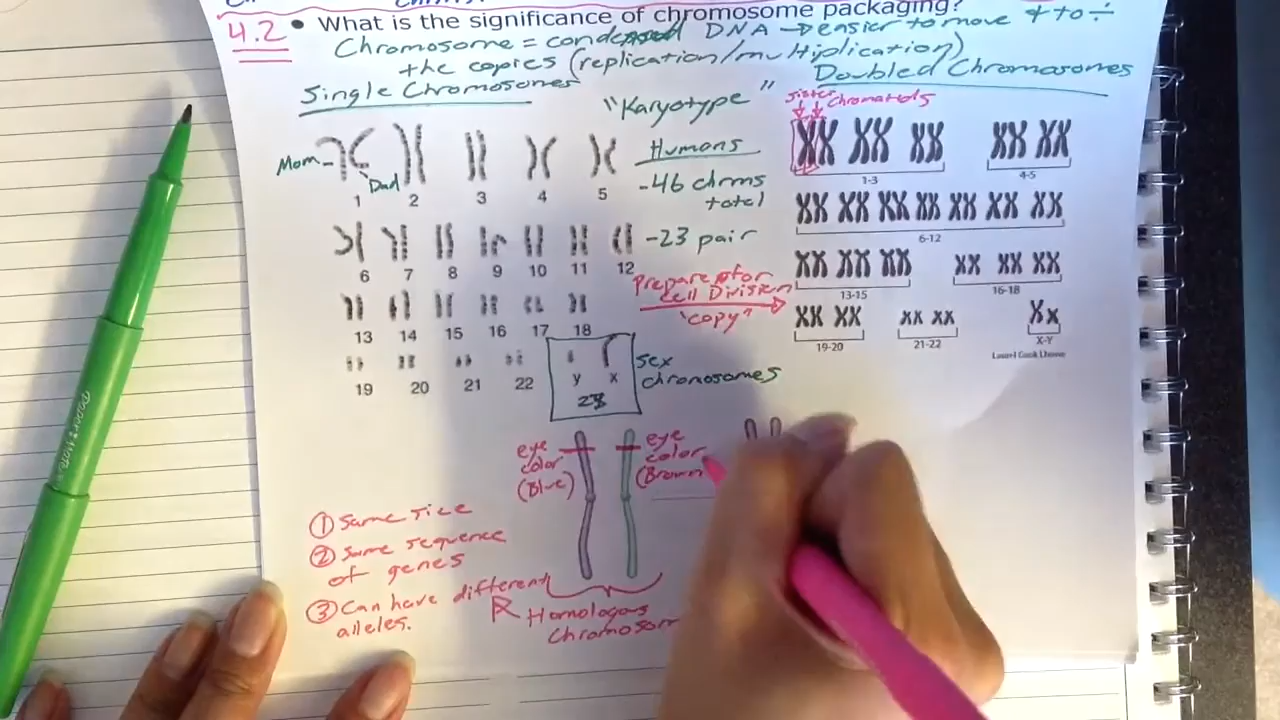 4.2 • What is the significance of chromosome packaging?
Chromosome = condensed DNA → easier to move & to ÷
the copies (replication/multiplication)
Single Chromosomes
Doubled Chromosomes
"Karyotype"
sister chromatids
Mom
Dad
1 2 3 4 5
Humans
-46 chrms
total
1-3 4-5
6 7 8 9 10 11 12
-23 pair
6-12
Prepare for
Cell Division
"copy"
13 14 15 16 17 18
13-15 16-18
19 20 21 22
y x
23
sex
chromosomes
19-20 21-22 X-Y
eye
color
(Blue)
eye
color
(Brown
① Same size
② Same sequence
of genes
③ Can have different
alleles.
Homologous
Chromosom